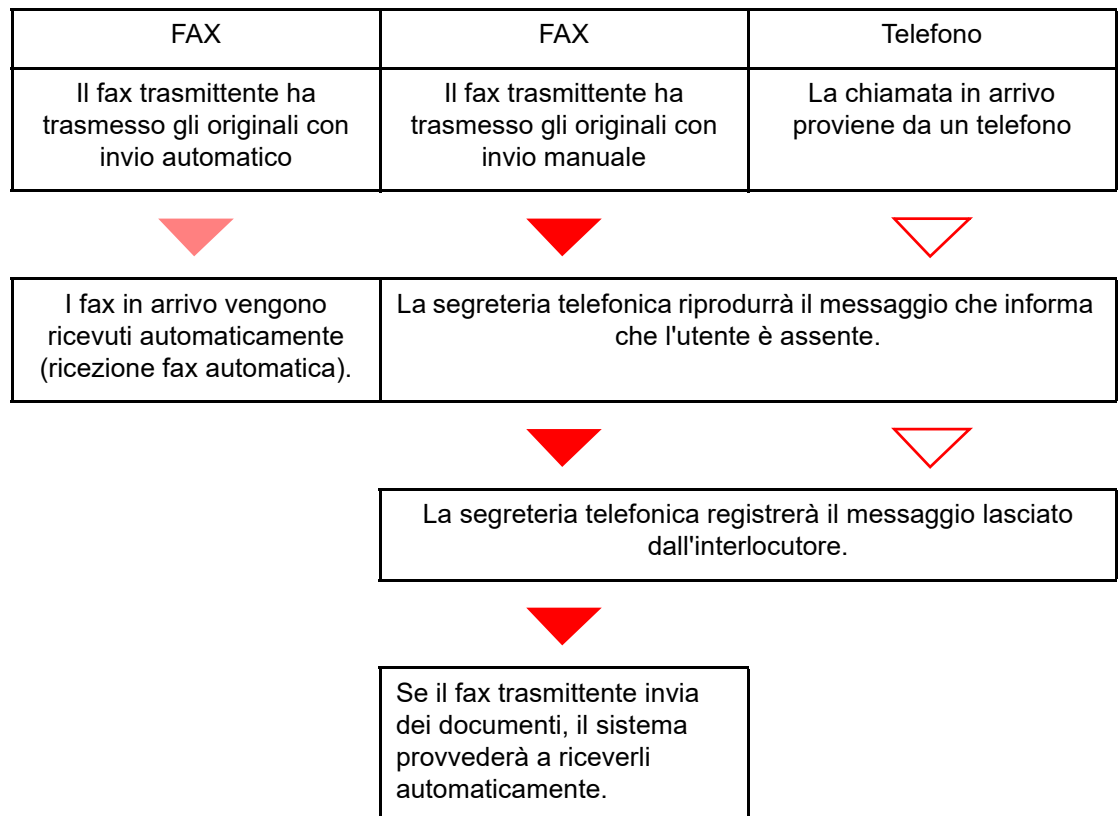 FAX
FAX
Telefono
Il fax trasmittente ha
trasmesso gli originali con
invio automatico
Il fax trasmittente ha
trasmesso gli originali con
invio manuale
La chiamata in arrivo
proviene da un telefono
I fax in arrivo vengono
ricevuti automaticamente
(ricezione fax automatica).
La segreteria telefonica riprodurrà il messaggio che informa
che l'utente è assente.
La segreteria telefonica registrerà il messaggio lasciato
dall'interlocutore.
Se il fax trasmittente invia
dei documenti, il sistema
provvederà a riceverli
automaticamente.